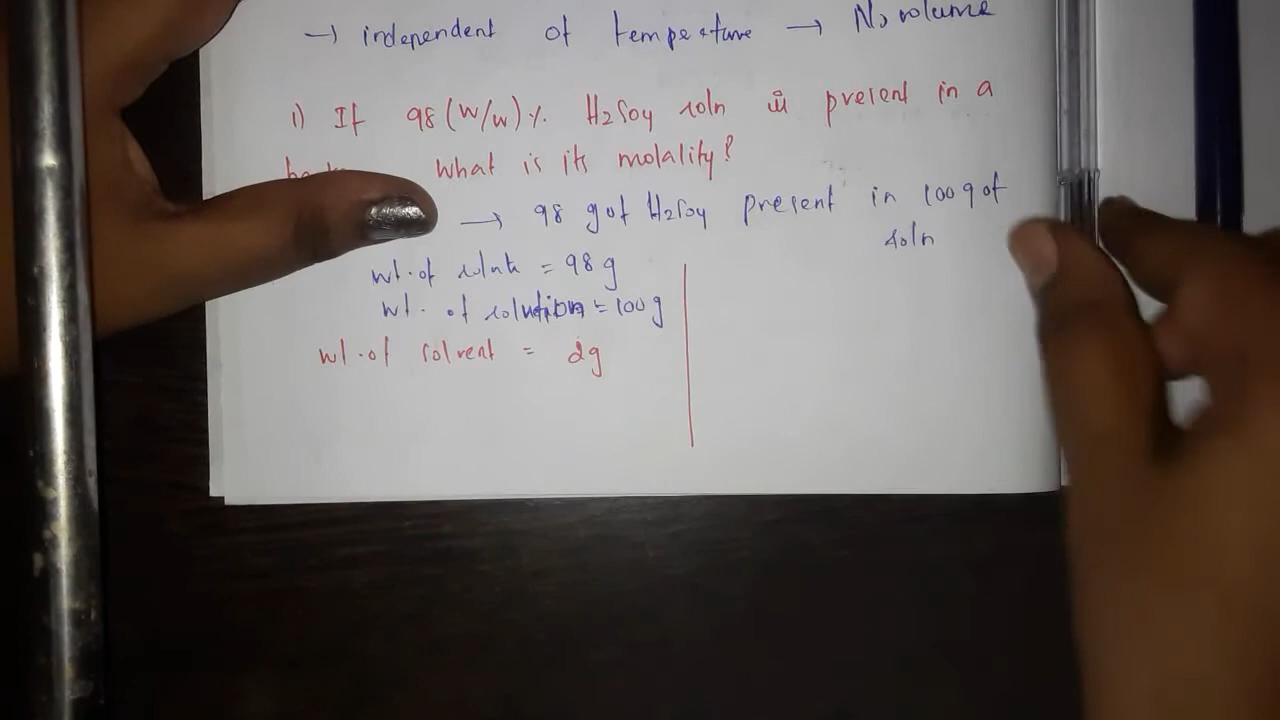 → independent of temperature → No volume
1) If 98 (w/w) %. H2SO4 soln is present in a
What is its molality?
→ 98 g of H2SO4 present in 100 g of
soln
wt. of solute = 98 g
wt. of solution = 100 g
wt. of solvent = 2g